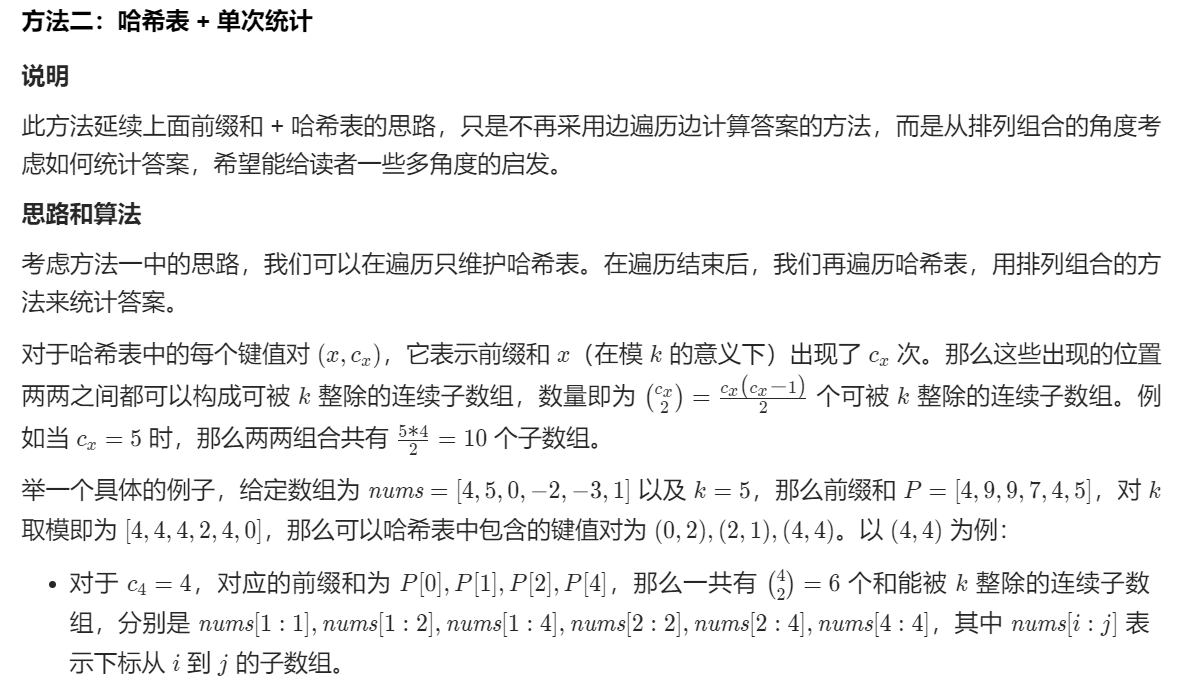 方法二：哈希表 + 单次统计
说明
此方法延续上面前缀和 + 哈希表的思路，只是不再采用边遍历边计算答案的方法，而是从排列组合的角度考
虑如何统计答案，希望能给读者一些多角度的启发。
思路和算法
考虑方法一中的思路，我们可以在遍历只维护哈希表。在遍历结束后，我们再遍历哈希表，用排列组合的方
法来统计答案。
对于哈希表中的每个键值对 (x, cₓ)，它表示前缀和 x（在模 k 的意义下）出现了 cₓ 次。那么这些出现的位置
两两之间都可以构成可被 k 整除的连续子数组，数量即为 \binom{c_x}{2} = \frac{c_x(c_x-1)}{2} 个可被 k 整除的连续子数组。例
如当 cₓ = 5 时，那么两两组合共有 \frac{5*4}{2} = 10 个子数组。
举一个具体的例子，给定数组为 nums = [4, 5, 0, −2, −3, 1] 以及 k = 5，那么前缀和 P = [4, 9, 9, 7, 4, 5]，对 k
取模即为 [4, 4, 4, 2, 4, 0]，那么可以哈希表中包含的键值对为 (0, 2), (2, 1), (4, 4)。以 (4, 4) 为例：
• 对于 c₄ = 4，对应的前缀和为 P[0], P[1], P[2], P[4]，那么一共有 \binom{4}{2} = 6 个和能被 k 整除的连续子数
组，分别是 nums[1 : 1], nums[1 : 2], nums[1 : 4], nums[2 : 2], nums[2 : 4], nums[4 : 4]，其中 nums[i : j] 表
示下标从 i 到 j 的子数组。